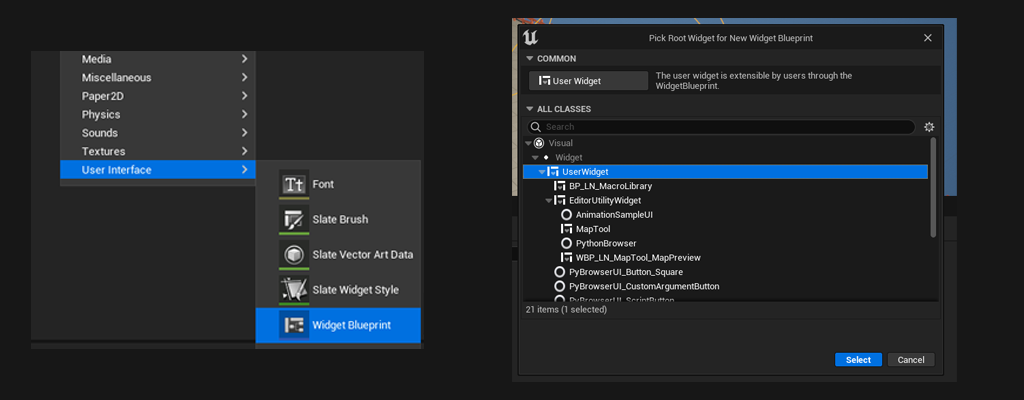 Media
Miscellaneous
Paper2D
Physics
Sounds
Textures
User Interface
Font
Slate Brush
Slate Vector Art Data
Slate Widget Style
Widget Blueprint
Pick Root Widget for New Widget Blueprint
COMMON
User Widget
The user widget is extensible by users through the
WidgetBlueprint.
ALL CLASSES
Search
Visual
Widget
UserWidget
BP_LN_MacroLibrary
EditorUtilityWidget
AnimationSampleUI
MapTool
PythonBrowser
WBP_LN_MapTool_MapPreview
PyBrowserUI_Button_Square
PyBrowserUI_CustomArgumentButton
PyBrowserUI_ScriptButton
21 items (1 selected)
Select
Cancel